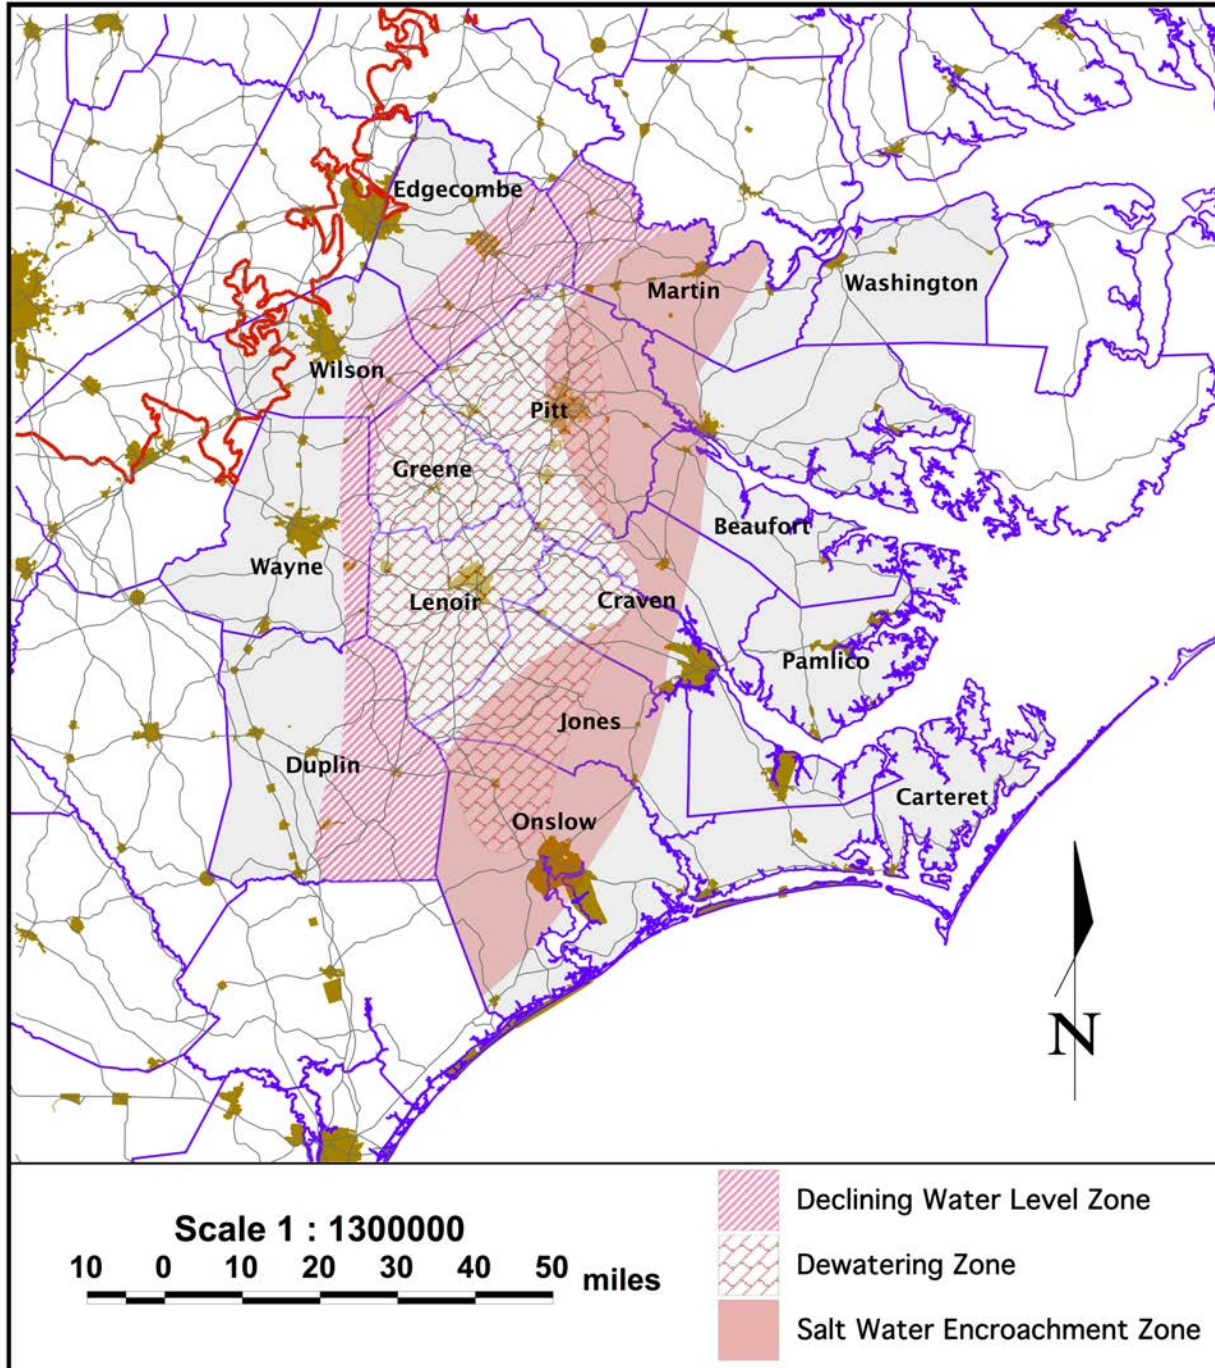 Edgecombe
Martin
Washington
Wilson
Pitt
Greene
Beaufort
Wayne
Lenoir
Craven
Pamlico
Jones
Duplin
Carteret
Onslow
N
Scale 1 : 1300000
10 0 10 20 30 40 50 miles
Declining Water Level Zone
Dewatering Zone
Salt Water Encroachment Zone